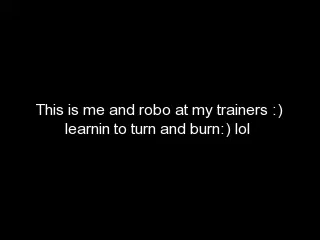 This is me and robo at my trainers :)
learnin to turn and burn:) lol